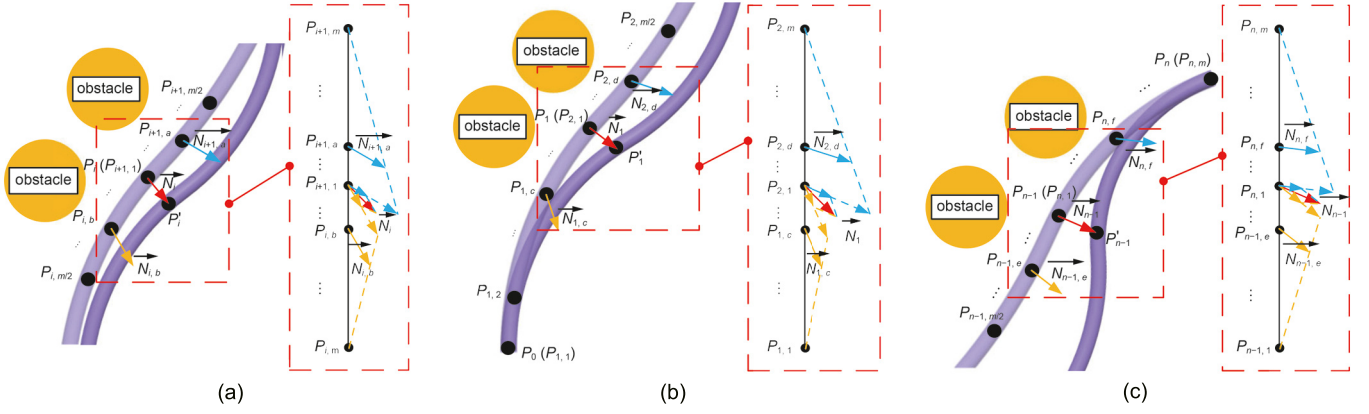 obstacle
obstacle
P_{i+1, m/2}
P_{i+1, a}
N_{i+1, a}
P_i (P_{i+1, 1})
N_i
P'_i
P_{i, b}
N_{i, b}
P_{i, m/2}
P_{i+1, m}
P_{i+1, a}
N_{i+1, a}
P_{i+1, 1}
N_i
P_{i, b}
N_{i, b}
P_{i, m}
(a)
obstacle
obstacle
P_{2, m/2}
P_{2, d}
N_{2, d}
P_1 (P_{2, 1})
N_1
P'_1
P_{1, c}
N_{1, c}
P_{1, 2}
P_0 (P_{1, 1})
P_{2, m}
N_{2, d}
P_{2, d}
P_{2, 1}
N_1
P_{1, c}
N_{1, c}
P_{1, 1}
(b)
obstacle
obstacle
P_n (P_{n, m})
P_{n, f}
N_{n, f}
P_{n−1} (P_{n, 1})
N_{n−1}
P'_{n−1}
P_{n−1, e}
N_{n−1, e}
P_{n−1, m/2}
P_{n, m}
N_{n, f}
P_{n, f}
P_{n, 1}
N_{n−1}
P_{n−1, e}
N_{n−1, e}
P_{n−1, 1}
(c)